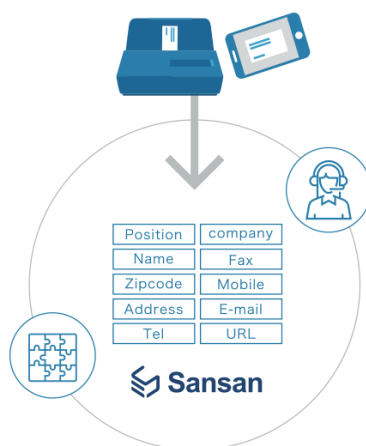 Position company
Name Fax
Zipcode Mobile
Address E-mail
Tel URL
Sansan